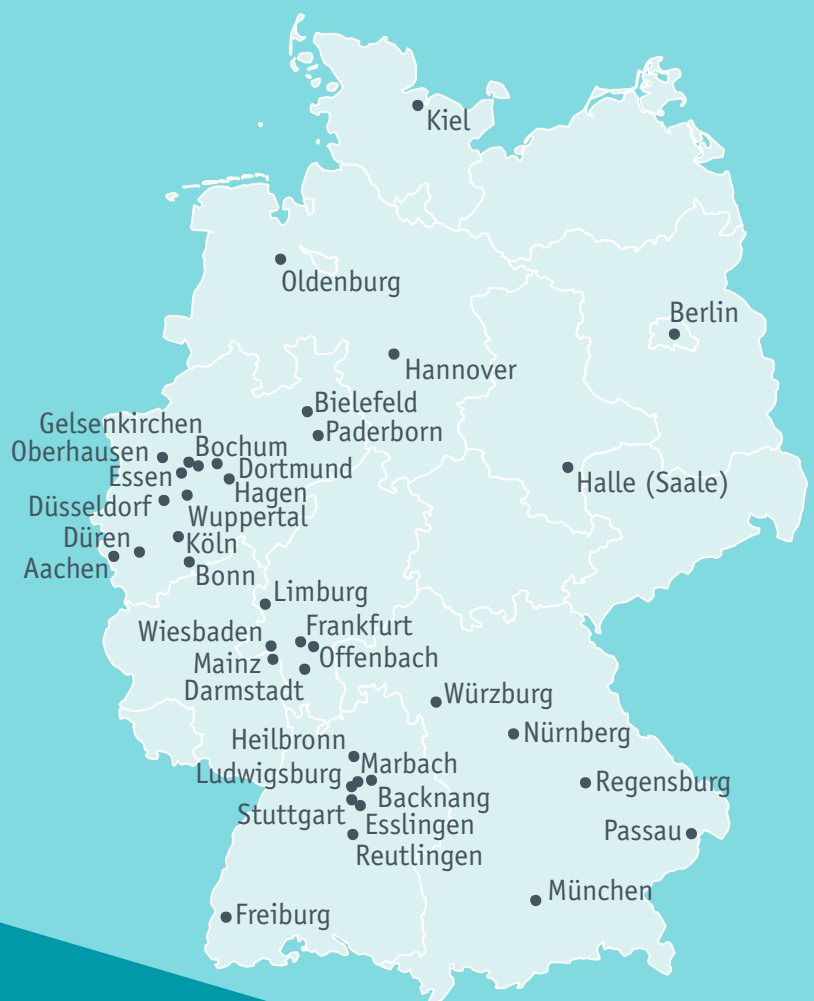 Kiel
Oldenburg
Berlin
Hannover
Bielefeld
Gelsenkirchen
Paderborn
Bochum
Oberhausen
Dortmund
Essen
Halle (Saale)
Hagen
Düsseldorf
Wuppertal
Düren
Köln
Aachen
Bonn
Limburg
Wiesbaden
Frankfurt
Offenbach
Mainz
Darmstadt
Würzburg
Nürnberg
Heilbronn
Marbach
Ludwigsburg
Regensburg
Backnang
Stuttgart
Esslingen
Passau
Reutlingen
München
Freiburg